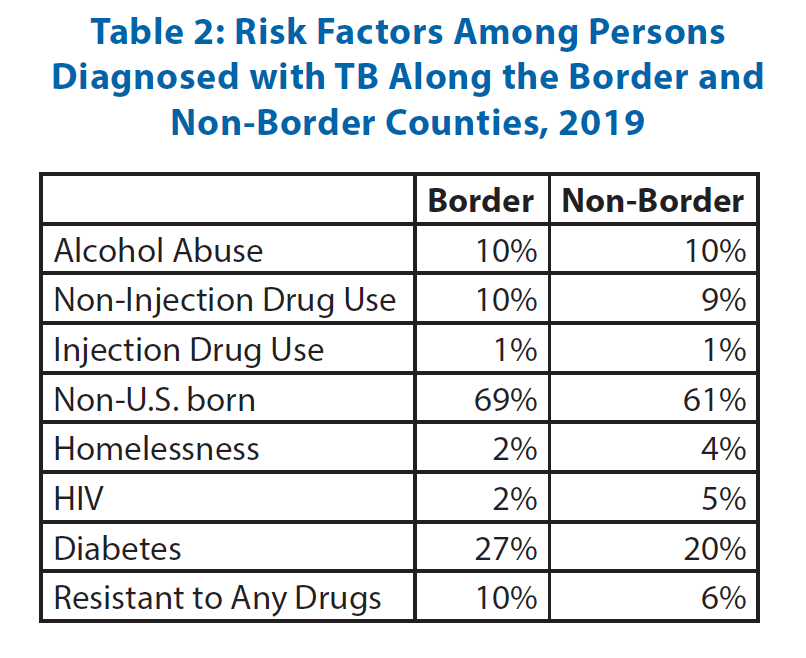 Table 2: Risk Factors Among Persons
Diagnosed with TB Along the Border and
Non-Border Counties, 2019
Border Non-Border
Alcohol Abuse 10% 10%
Non-Injection Drug Use 10% 9%
Injection Drug Use 1% 1%
Non-U.S. born 69% 61%
Homelessness 2% 4%
HIV 2% 5%
Diabetes 27% 20%
Resistant to Any Drugs 10% 6%